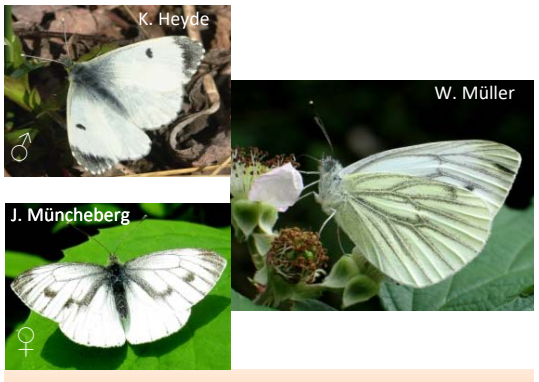 K. Heyde
♂
W. Müller
J. Müncheberg
♀